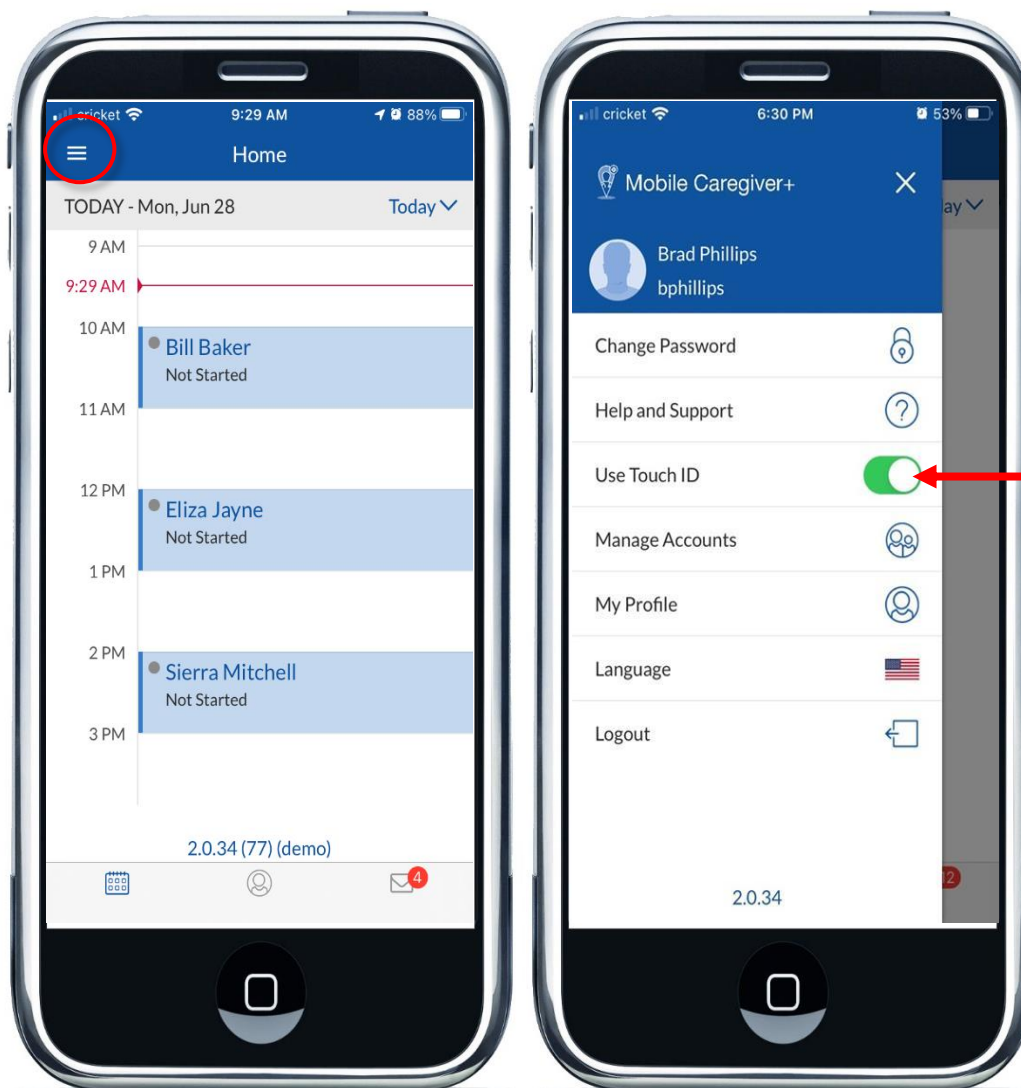 cricket 9:29 AM 88%
Home
TODAY - Mon, Jun 28 Today
9 AM
9:29 AM
10 AM
Bill Baker
Not Started
11 AM
12 PM
Eliza Jayne
Not Started
1 PM
2 PM
Sierra Mitchell
Not Started
3 PM
2.0.34 (77) (demo)
4
cricket 6:30 PM 53%
Mobile Caregiver+
ay
Brad Phillips
bphillips
Change Password
Help and Support
Use Touch ID
Manage Accounts
My Profile
Language
Logout
12
2.0.34